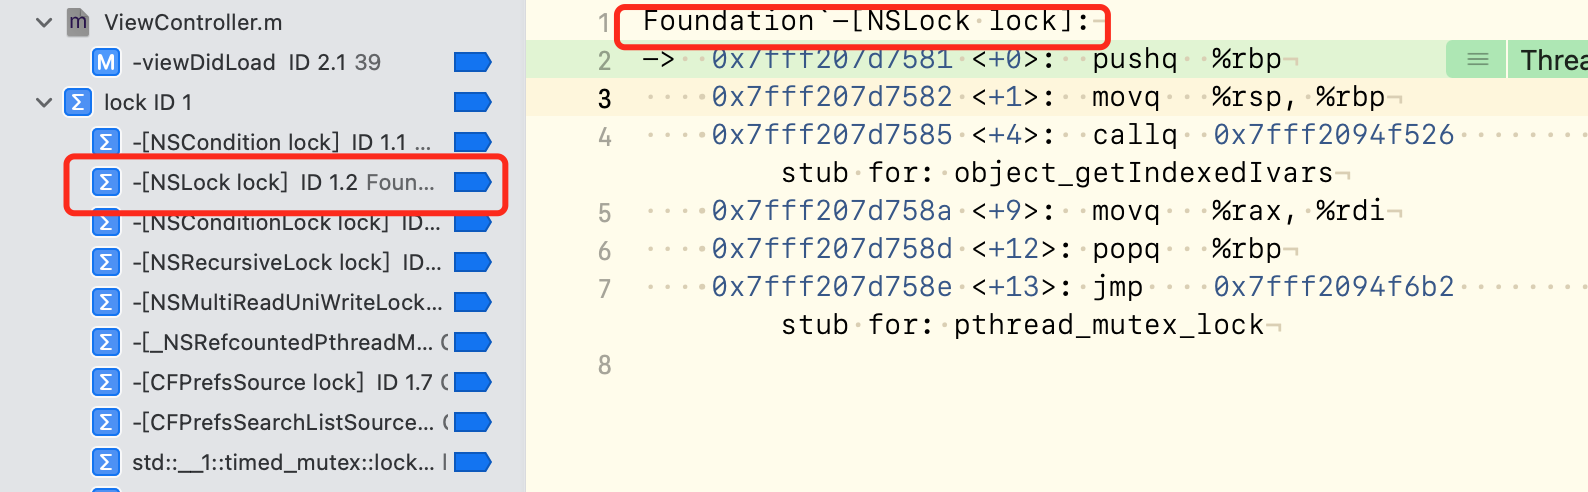 ViewController.m
M -viewDidLoad ID 2.1 39
Σ lock ID 1
Σ -[NSCondition lock] ID 1.1 ...
Σ -[NSLock lock] ID 1.2 Foun...
Σ -[NSConditionLock lock] ID...
Σ -[NSRecursiveLock lock] ID...
Σ -[NSMultiReadUniWriteLock...
Σ -[_NSRefcountedPthreadM...
Σ -[CFPrefsSource lock] ID 1.7
Σ -[CFPrefsSearchListSource...
Σ std::__1::timed_mutex::lock...
1 Foundation`-[NSLock lock]:
2 -> 0x7fff207d7581 <+0>: pushq %rbp
Threa
3 0x7fff207d7582 <+1>: movq %rsp, %rbp
4 0x7fff207d7585 <+4>: callq 0x7fff2094f526
stub for: object_getIndexedIvars
5 0x7fff207d758a <+9>: movq %rax, %rdi
6 0x7fff207d758d <+12>: popq %rbp
7 0x7fff207d758e <+13>: jmp 0x7fff2094f6b2
stub for: pthread_mutex_lock
8